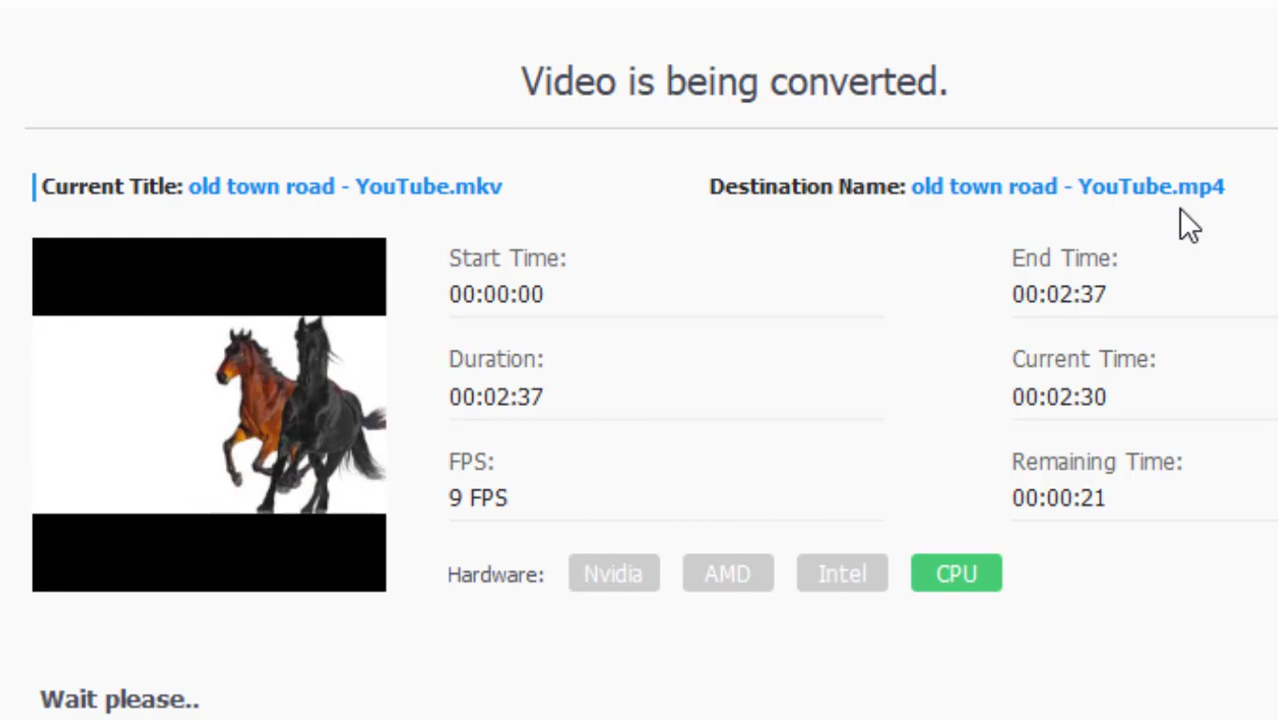 Video is being converted.
Current Title: old town road - YouTube.mkv
Destination Name: old town road - YouTube.mp4
Start Time:
00:00:00
End Time:
00:02:37
Duration:
00:02:37
Current Time:
00:02:30
FPS:
9 FPS
Remaining Time:
00:00:21
Hardware: Nvidia AMD Intel CPU
Wait please..